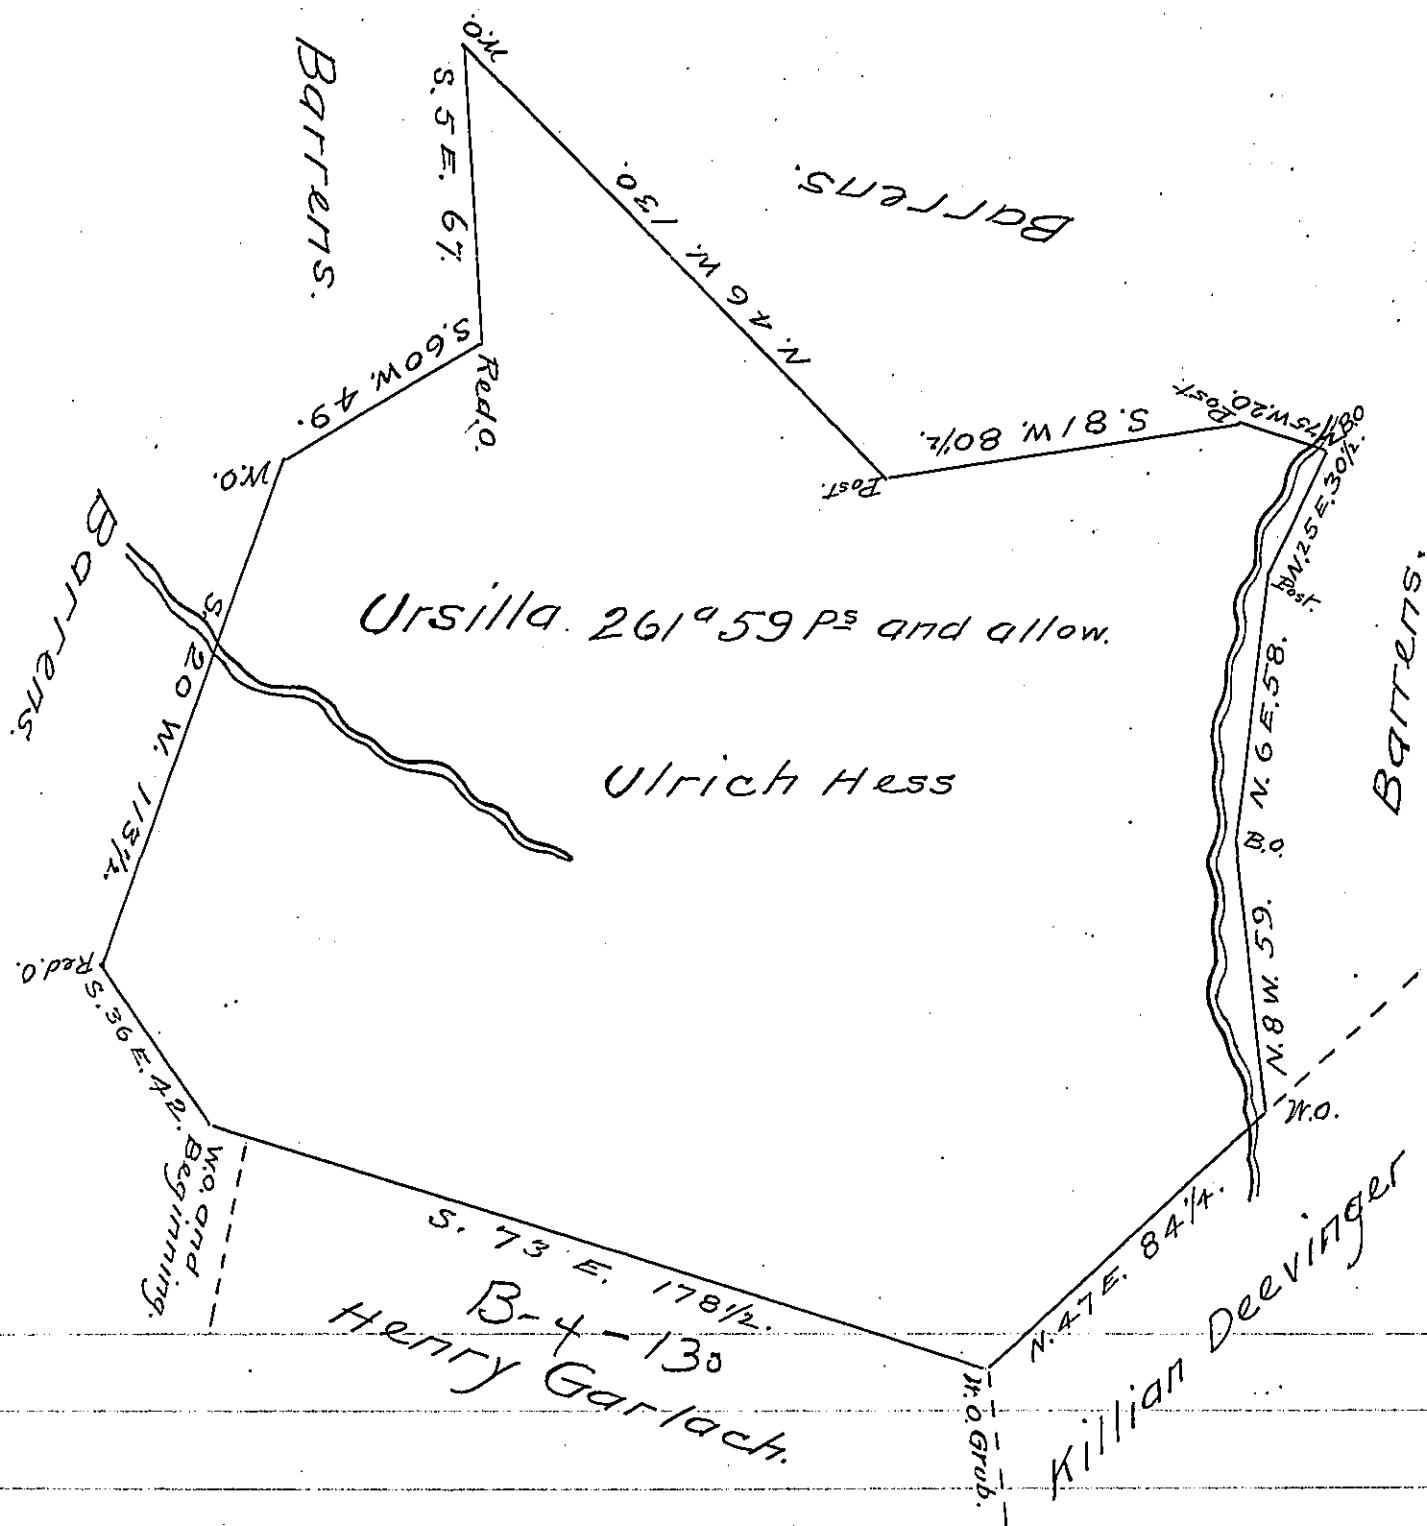 W.O.
Barrens.
S. 5 E. 67.
N. 46 W. 130.
Barrens.
S. 60 W. 49.
Red.O.
W.O.
Post.
S. 81 W. 80½.
Post.
N 75 W. 20.
B.O
N. 25 E. 30½.
Post.
Barrens.
S. 20 W. 113½.
Ursilla. 261ᵃ 59 Pˢ and allow.
Ulrich Hess
N. 6 E. 58.
Barrens.
B.O.
N. 8 W. 59.
Red.O.
S. 36 E. 42.
W.O. and
Beginning.
W.O.
S. 73 E. 178½.
N. 47 E. 84¼.
B-4-130
Henry Garlach.
W.O. Grub.
Killian Deevinger